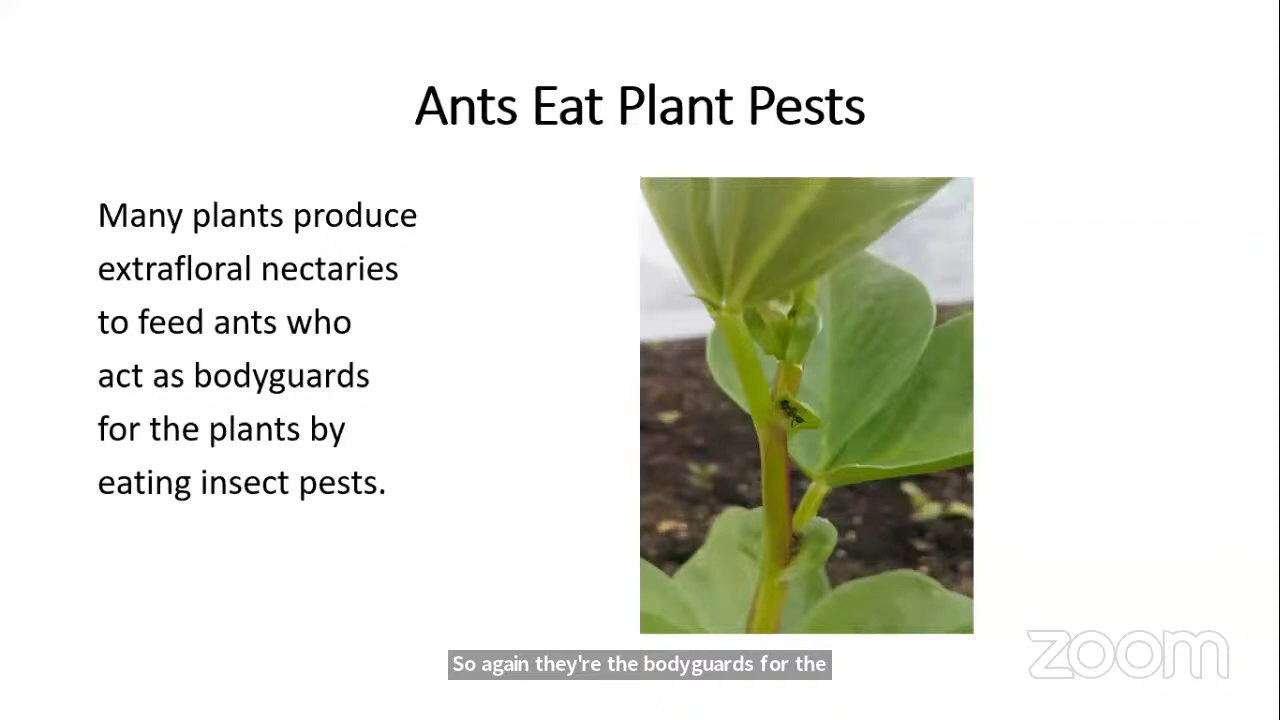 Ants Eat Plant Pests
Many plants produce
extrafloral nectaries
to feed ants who
act as bodyguards
for the plants by
eating insect pests.
So again they're the bodyguards for the
zoom